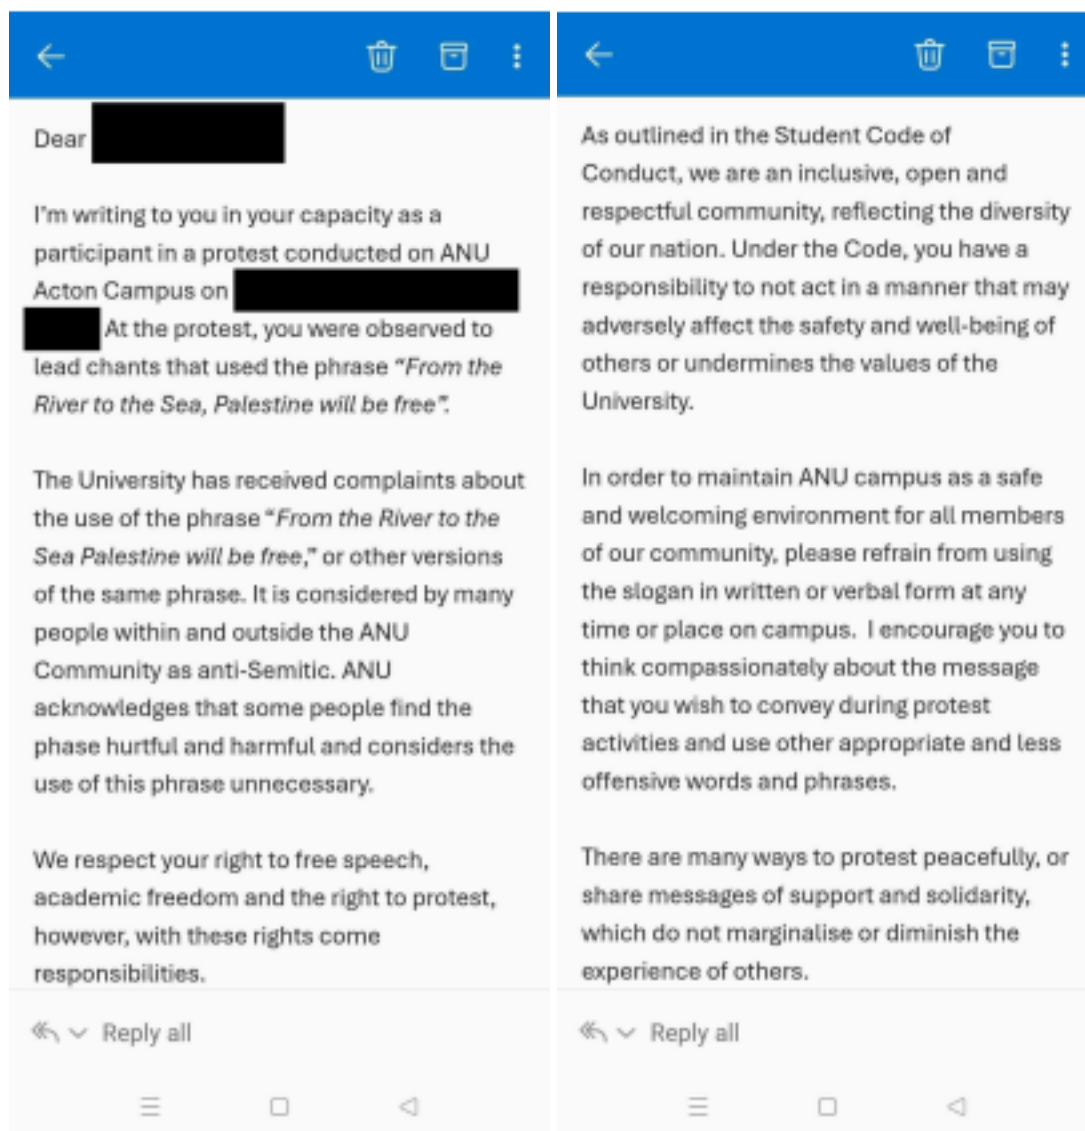 Dear
I'm writing to you in your capacity as a
participant in a protest conducted on ANU
Acton Campus on
At the protest, you were observed to
lead chants that used the phrase "From the
River to the Sea, Palestine will be free".
The University has received complaints about
the use of the phrase "From the River to the
Sea Palestine will be free," or other versions
of the same phrase. It is considered by many
people within and outside the ANU
Community as anti-Semitic. ANU
acknowledges that some people find the
phase hurtful and harmful and considers the
use of this phrase unnecessary.
We respect your right to free speech,
academic freedom and the right to protest,
however, with these rights come
responsibilities.
Reply all
As outlined in the Student Code of
Conduct, we are an inclusive, open and
respectful community, reflecting the diversity
of our nation. Under the Code, you have a
responsibility to not act in a manner that may
adversely affect the safety and well-being of
others or undermines the values of the
University.
In order to maintain ANU campus as a safe
and welcoming environment for all members
of our community, please refrain from using
the slogan in written or verbal form at any
time or place on campus.  I encourage you to
think compassionately about the message
that you wish to convey during protest
activities and use other appropriate and less
offensive words and phrases.
There are many ways to protest peacefully, or
share messages of support and solidarity,
which do not marginalise or diminish the
experience of others.
Reply all